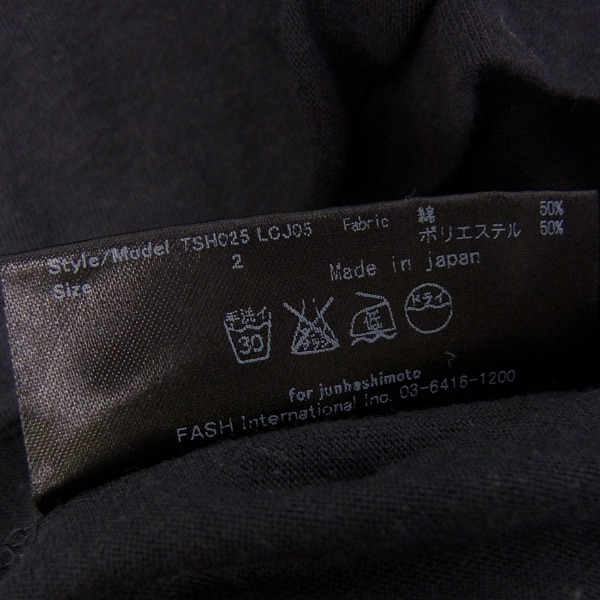 Style/Model TSH025 LCJ05 Fabric 綿 50%
ポリエステル 50%
Size 2
Made in japan
手洗イ 30 低 ドライ
for junhashimoto
FASH International Inc. 03-6416-1200